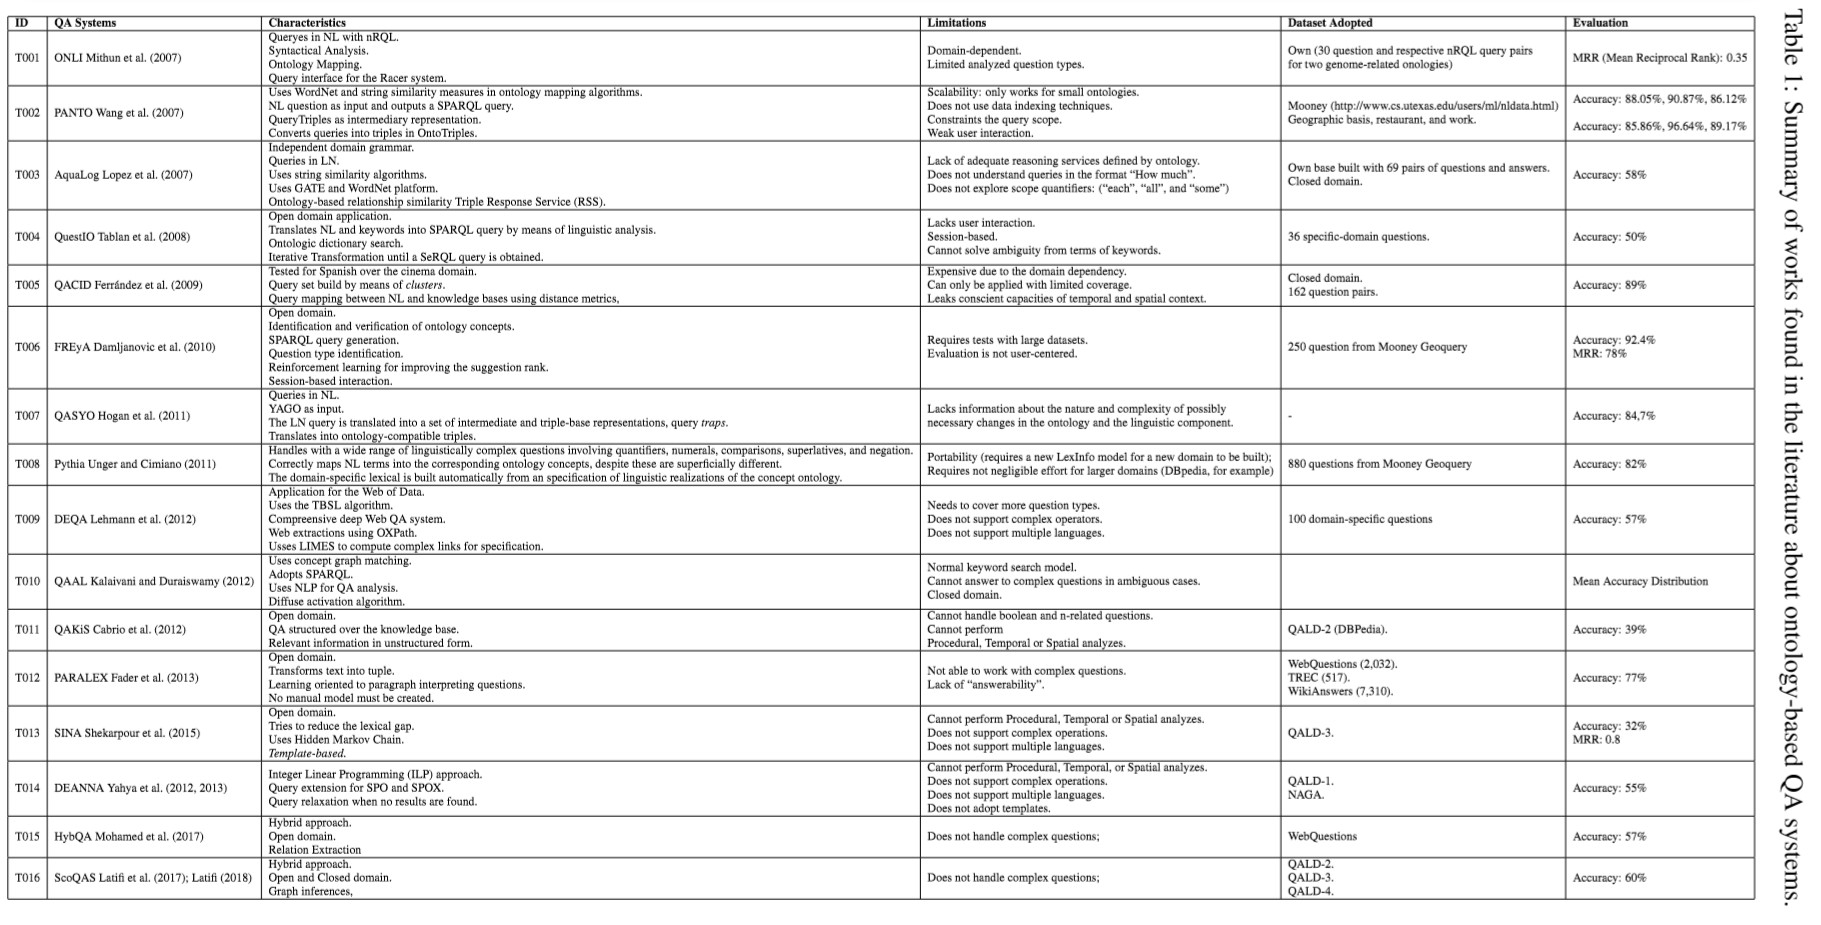 Table 1: Summary of works found in the literature about ontology-based QA systems.
ID QA Systems Characteristics Limitations Dataset Adopted Evaluation
T001 ONLI Mithun et al. (2007)
Queryes in NL with nRQL.
Syntactical Analysis.
Ontology Mapping.
Query interface for the Racer system.
Domain-dependent.
Limited analyzed question types.
Own (30 question and respective nRQL query pairs
for two genome-related onologies)
MRR (Mean Reciprocal Rank): 0.35
T002 PANTO Wang et al. (2007)
Uses WordNet and string similarity measures in ontology mapping algorithms.
NL question as input and outputs a SPARQL query.
QueryTriples as intermediary representation.
Converts queries into triples in OntoTriples.
Scalability: only works for small ontologies.
Does not use data indexing techniques.
Constraints the query scope.
Weak user interaction.
Mooney (http://www.cs.utexas.edu/users/ml/nldata.html)
Geographic basis, restaurant, and work.
Accuracy: 88.05%, 90.87%, 86.12%
Accuracy: 85.86%, 96.64%, 89.17%
T003 AquaLog Lopez et al. (2007)
Independent domain grammar.
Queries in LN.
Uses string similarity algorithms.
Uses GATE and WordNet platform.
Ontology-based relationship similarity Triple Response Service (RSS).
Lack of adequate reasoning services defined by ontology.
Does not understand queries in the format “How much”.
Does not explore scope quantifiers: (“each”, “all”, and “some”)
Own base built with 69 pairs of questions and answers.
Closed domain.
Accuracy: 58%
T004 QuestIO Tablan et al. (2008)
Open domain application.
Translates NL and keywords into SPARQL query by means of linguistic analysis.
Ontologic dictionary search.
Iterative Transformation until a SeRQL query is obtained.
Lacks user interaction.
Session-based.
Cannot solve ambiguity from terms of keywords.
36 specific-domain questions.
Accuracy: 50%
T005 QACID Ferrández et al. (2009)
Tested for Spanish over the cinema domain.
Query set build by means of clusters.
Query mapping between NL and knowledge bases using distance metrics,
Expensive due to the domain dependency.
Can only be applied with limited coverage.
Leaks conscient capacities of temporal and spatial context.
Closed domain.
162 question pairs.
Accuracy: 89%
T006 FREyA Damljanovic et al. (2010)
Open domain.
Identification and verification of ontology concepts.
SPARQL query generation.
Question type identification.
Reinforcement learning for improving the suggestion rank.
Session-based interaction.
Requires tests with large datasets.
Evaluation is not user-centered.
250 question from Mooney Geoquery
Accuracy: 92.4%
MRR: 78%
T007 QASYO Hogan et al. (2011)
Queries in NL.
YAGO as input.
The LN query is translated into a set of intermediate and triple-base representations, query traps.
Translates into ontology-compatible triples.
Lacks information about the nature and complexity of possibly
necessary changes in the ontology and the linguistic component.
-
Accuracy: 84,7%
T008 Pythia Unger and Cimiano (2011)
Handles with a wide range of linguistically complex questions involving quantifiers, numerals, comparisons, superlatives, and negation.
Correctly maps NL terms into the corresponding ontology concepts, despite these are superficially different.
The domain-specific lexical is built automatically from an specification of linguistic realizations of the concept ontology.
Portability (requires a new LexInfo model for a new domain to be built);
Requires not negligible effort for larger domains (DBpedia, for example)
880 questions from Mooney Geoquery
Accuracy: 82%
T009 DEQA Lehmann et al. (2012)
Application for the Web of Data.
Uses the TBSL algorithm.
Compreensive deep Web QA system.
Web extractions using OXPath.
Usses LIMES to compute complex links for specification.
Needs to cover more question types.
Does not support complex operators.
Does not support multiple languages.
100 domain-specific questions
Accuracy: 57%
T010 QAAL Kalaivani and Duraiswamy (2012)
Uses concept graph matching.
Adopts SPARQL.
Uses NLP for QA analysis.
Diffuse activation algorithm.
Normal keyword search model.
Cannot answer to complex questions in ambiguous cases.
Closed domain.
Mean Accuracy Distribution
T011 QAKiS Cabrio et al. (2012)
Open domain.
QA structured over the knowledge base.
Relevant information in unstructured form.
Cannot handle boolean and n-related questions.
Cannot perform
Procedural, Temporal or Spatial analyzes.
QALD-2 (DBPedia).
Accuracy: 39%
T012 PARALEX Fader et al. (2013)
Open domain.
Transforms text into tuple.
Learning oriented to paragraph interpreting questions.
No manual model must be created.
Not able to work with complex questions.
Lack of “answerability”.
WebQuestions (2,032).
TREC (517).
WikiAnswers (7,310).
Accuracy: 77%
T013 SINA Shekarpour et al. (2015)
Open domain.
Tries to reduce the lexical gap.
Uses Hidden Markov Chain.
Template-based.
Cannot perform Procedural, Temporal or Spatial analyzes.
Does not support complex operations.
Does not support multiple languages.
QALD-3.
Accuracy: 32%
MRR: 0.8
T014 DEANNA Yahya et al. (2012, 2013)
Integer Linear Programming (ILP) approach.
Query extension for SPO and SPOX.
Query relaxation when no results are found.
Cannot perform Procedural, Temporal, or Spatial analyzes.
Does not support complex operations.
Does not support multiple languages.
Does not adopt templates.
QALD-1.
NAGA.
Accuracy: 55%
T015 HybQA Mohamed et al. (2017)
Hybrid approach.
Open domain.
Relation Extraction
Does not handle complex questions;
WebQuestions
Accuracy: 57%
T016 ScoQAS Latifi et al. (2017); Latifi (2018)
Hybrid approach.
Open and Closed domain.
Graph inferences,
Does not handle complex questions;
QALD-2.
QALD-3.
QALD-4.
Accuracy: 60%